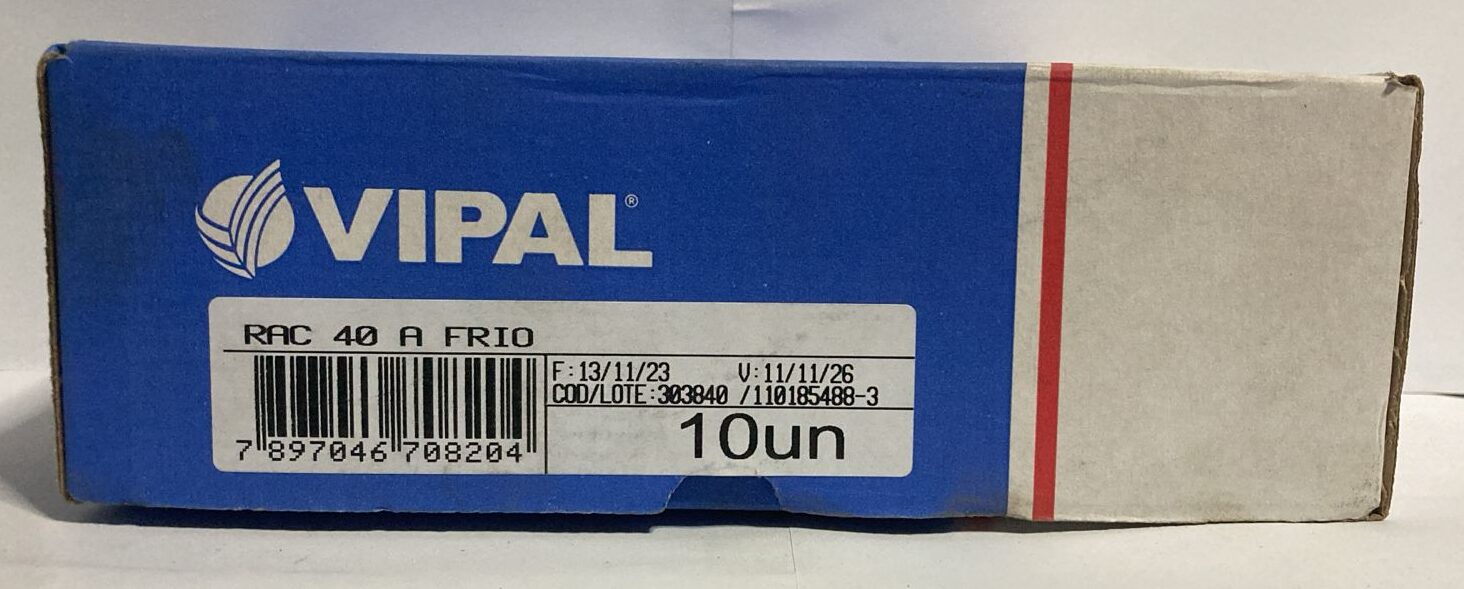 VIPAL®
RAC 40 A FRIO
F:13/11/23 V:11/11/26
COD/LOTE:303840 /110185488-3
10un
7 897046 708204